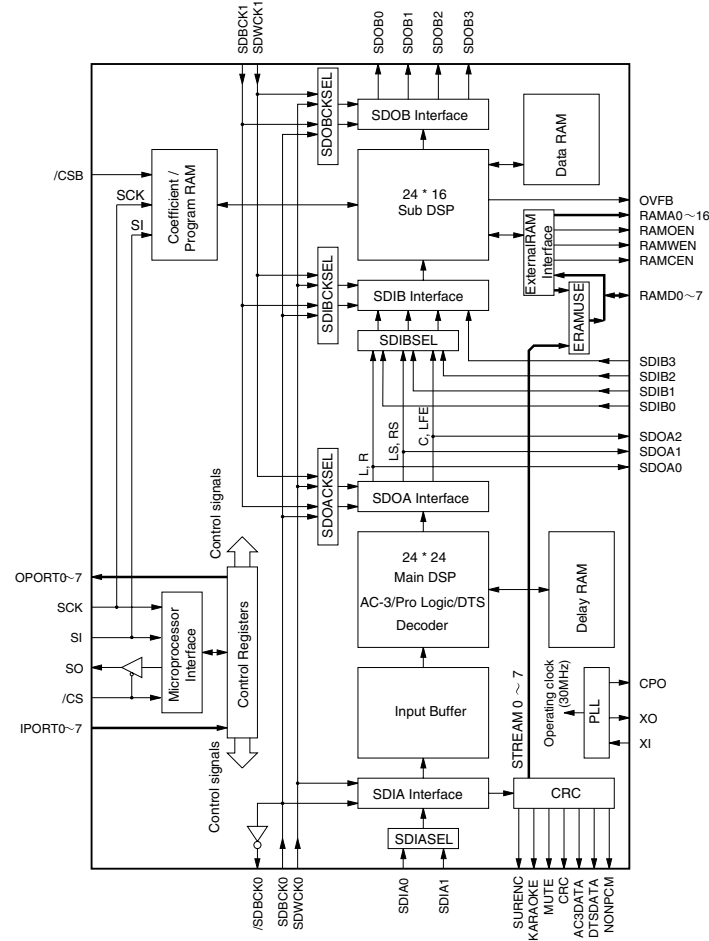 SDBCK1
SDWCK1
SDOB0
SDOB1
SDOB2
SDOB3
SDOBCKSEL
SDOB Interface
Data RAM
/CSB
SCK
SI
Coefficient /
Program RAM
24 * 16
Sub DSP
ExternalRAM
Interface
OVFB
RAMA0～16
RAMOEN
RAMWEN
RAMCEN
RAMD0～7
ERAMUSE
SDIBCKSEL
SDIB Interface
SDIBSEL
SDIB3
SDIB2
SDIB1
SDIB0
L, R
LS, RS
C, LFE
SDOA2
SDOA1
SDOA0
SDOACKSEL
SDOA Interface
Control signals
OPORT0～7
SCK
SI
SO
/CS
IPORT0～7
Microprocessor
Interface
Control Registers
Control signals
24 * 24
Main DSP
AC-3/Pro Logic/DTS
Decoder
Delay RAM
Input Buffer
STREAM 0 ～ 7
Operating clock
(30MHz)
PLL
CPO
XO
XI
SDIA Interface
CRC
SDIASEL
/SDBCK0
SDBCK0
SDWCK0
SDIA0
SDIA1
SURENC
KARAOKE
MUTE
CRC
AC3DATA
DTSDATA
NONPCM